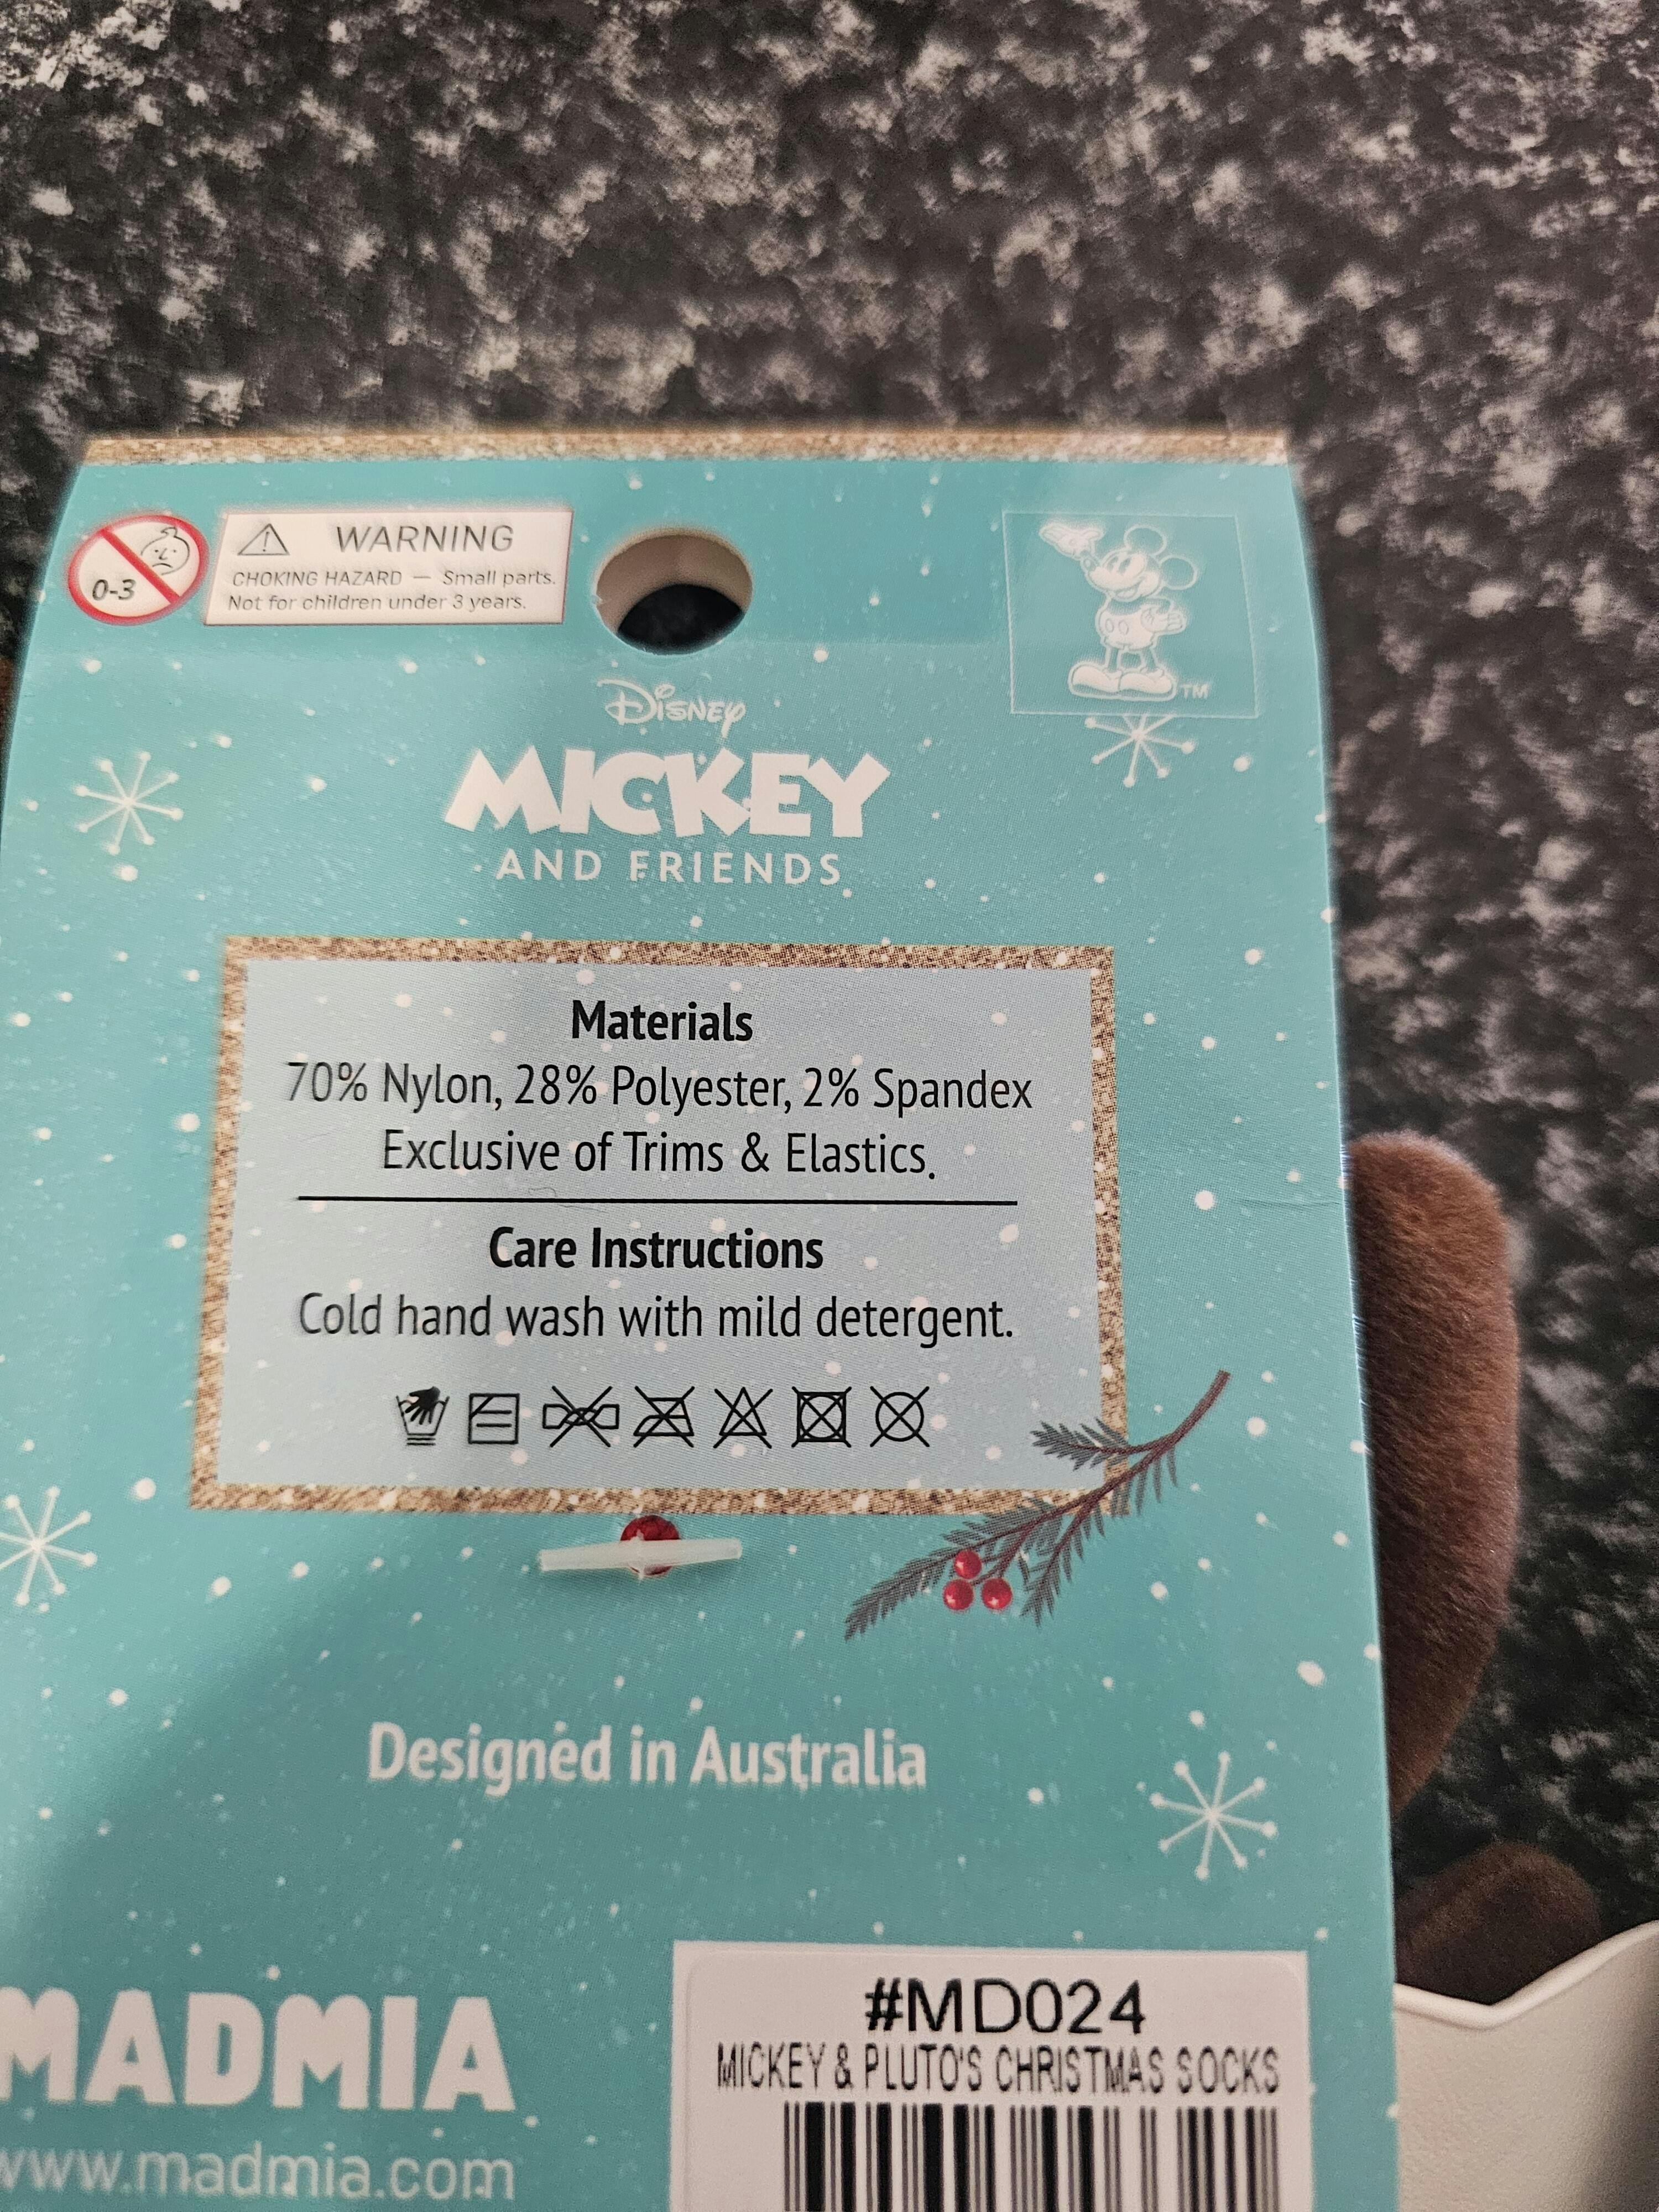 0-3
WARNING
CHOKING HAZARD — Small parts.
Not for children under 3 years.
TM
Disney
MICKEY
AND FRIENDS
Materials
70% Nylon, 28% Polyester, 2% Spandex
Exclusive of Trims & Elastics.
Care Instructions
Cold hand wash with mild detergent.
Designed in Australia
MADMIA
www.madmia.com
#MD024
MICKEY & PLUTO'S CHRISTMAS SOCKS